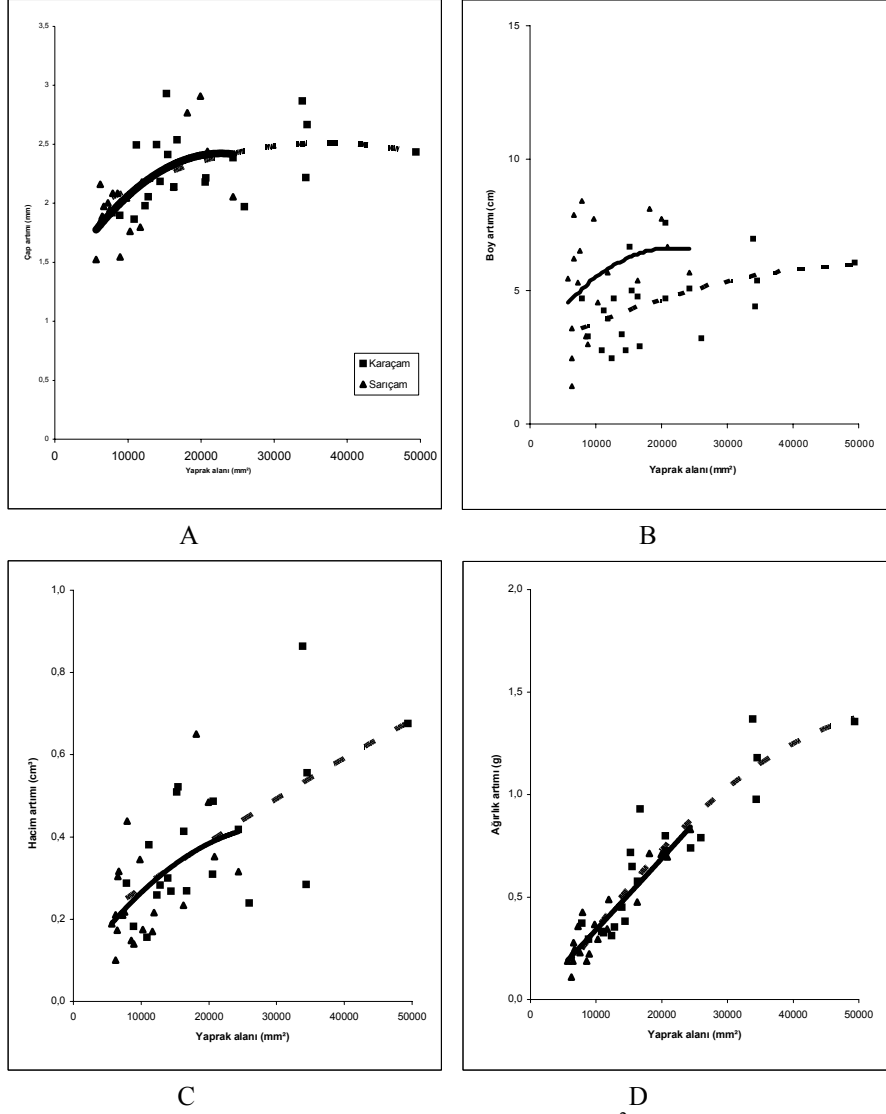 3,5
3
2,5
2
1,5
1
0,5
0
Çap artımı (mm)
0 10000 20000 30000 40000 50000
Yaprak alanı (mm²)
Karaçam
Sarıçam
A
15
10
5
0
Boy artımı (cm)
0 10000 20000 30000 40000 50000
Yaprak alanı (mm²)
B
1,0
0,8
0,6
0,4
0,2
0,0
Hacim artımı (cm³)
0 10000 20000 30000 40000 50000
Yaprak alanı (mm²)
C
2,0
1,5
1,0
0,5
0,0
Ağırlık artımı (g)
0 10000 20000 30000 40000 50000
Yaprak alanı (mm²)
D